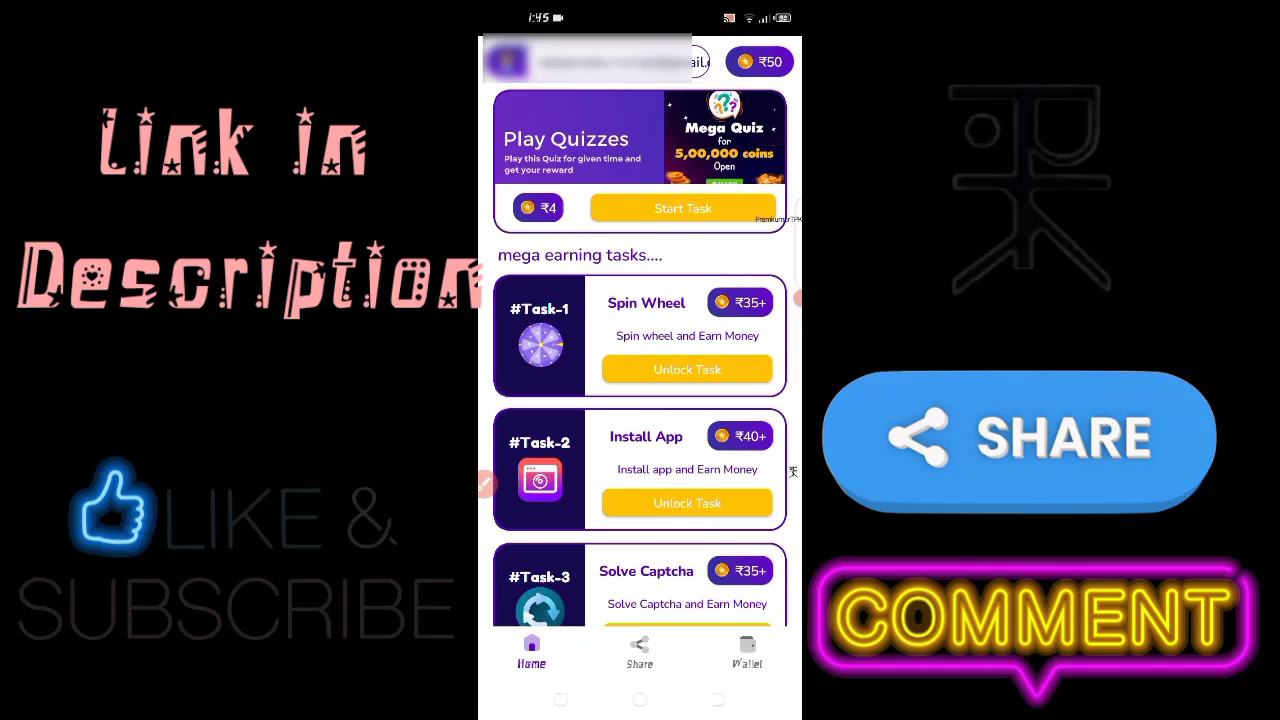 Link in
Description
LIKE &
SUBSCRIBE
1:45
ail.c
₹50
Play Quizzes
Play this Quiz for given time and
get your reward
Mega Quiz
for
5,00,000 coins
Open
₹4
Start Task
PremkumarTPK
mega earning tasks....
#Task-1
Spin Wheel
₹35+
Spin wheel and Earn Money
Unlock Task
#Task-2
Install App
₹40+
Install app and Earn Money
Unlock Task
#Task-3
Solve Captcha
₹35+
Solve Captcha and Earn Money
Home
Share
Wallet
SHARE
COMMENT